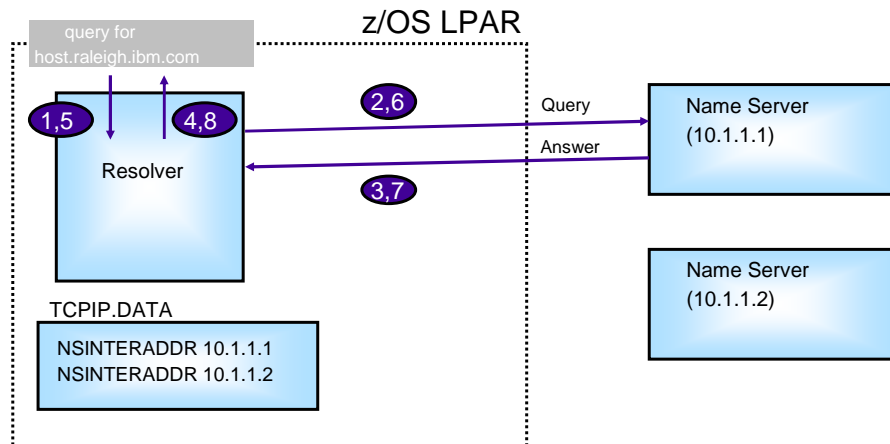 z/OS LPAR
query for
host.raleigh.ibm.com
1,5
4,8
2,6
Query
Answer
3,7
Resolver
Name Server
(10.1.1.1)
Name Server
(10.1.1.2)
TCPIP.DATA
NSINTERADDR 10.1.1.1
NSINTERADDR 10.1.1.2